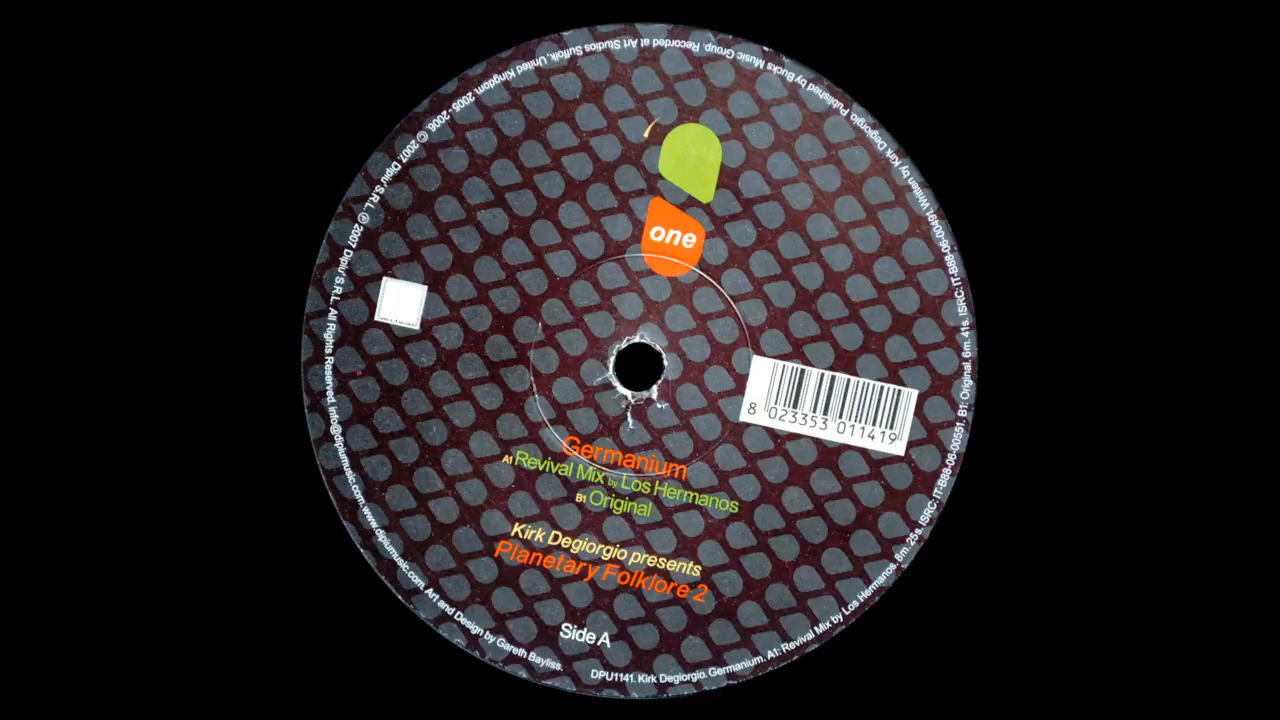 one
8 023353 011419
Germanium
A1 Revival Mix by Los Hermanos
B1 Original
Kirk Degiorgio presents
Planetary Folklore 2
Side A
DPU1141. Kirk Degiorgio. Germanium. A1: Revival Mix by Los Hermanos. 8m. 25s. ISRC: IT-B88-06-00551. B1: Original. 6m. 41s. ISRC: IT-B88-06-00491. Written by Kirk Degiorgio. Published by Bucks Music Group. Recorded at Art Studios Suffolk, United Kingdom. 2005 - 2006. © 2007. Dipiu' S.R.L. ℗ 2007 Dipiu' S.R.L. All Rights Reserved. info@dipiumusic.com. www.dipiumusic.com. Art and Design by Gareth Bayliss.